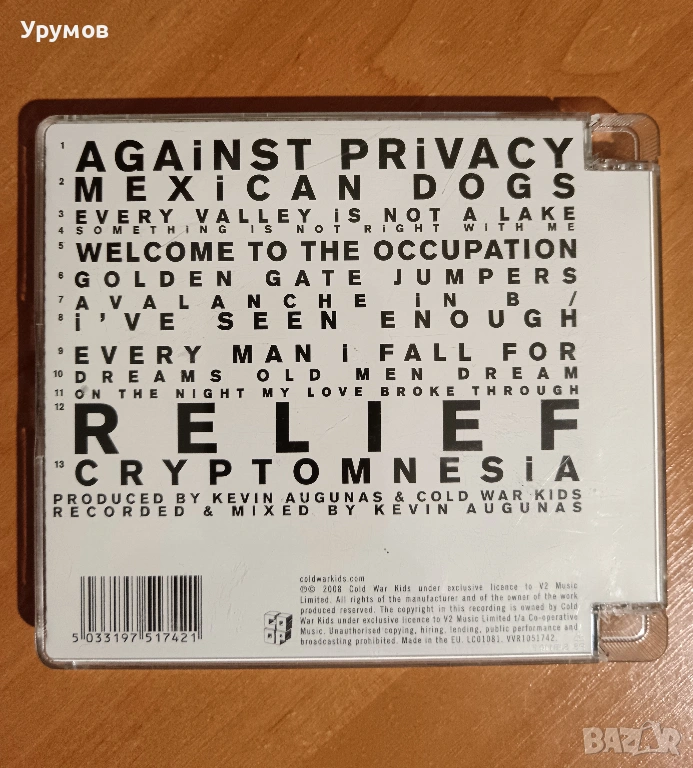 Урумов
1 AGAiNST PRiVACY
2 MEXiCAN DOGS
3 EVERY VALLEY iS NOT A LAKE
4 SOMETHiNG IS NOT RiGHT WiTH ME
5 WELCOME TO THE OCCUPATION
6 GOLDEN GATE JUMPERS
7 AVALANCHE iN B /
8 i'VE SEEN ENOUGH
9 EVERY MAN i FALL FOR
10 DREAMS OLD MEN DREAM
11 ON THE NIGHT MY LOVE BROKE THROUGH
12 RELIEF
13 CRYPTOMNESiA
PRODUCED BY KEVIN AUGUNAS & COLD WAR KIDS
RECORDED & MIXED BY KEVIN AUGUNAS
coldwarkids.com
℗© 2008 Cold War Kids under exclusive licence to V2 Music
Limited. All rights of the manufacturer and of the owner of the work
produced reserved. The copyright in this recording is owned by Cold
War Kids under exclusive licence to V2 Music Limited t/a Co-operative
Music. Unauthorised copying, hiring, lending, public performance and
broadcasting prohibited. Made in the EU. LC01081. VVR1051742.
5 033197 517421
CO
OP
BAZAR